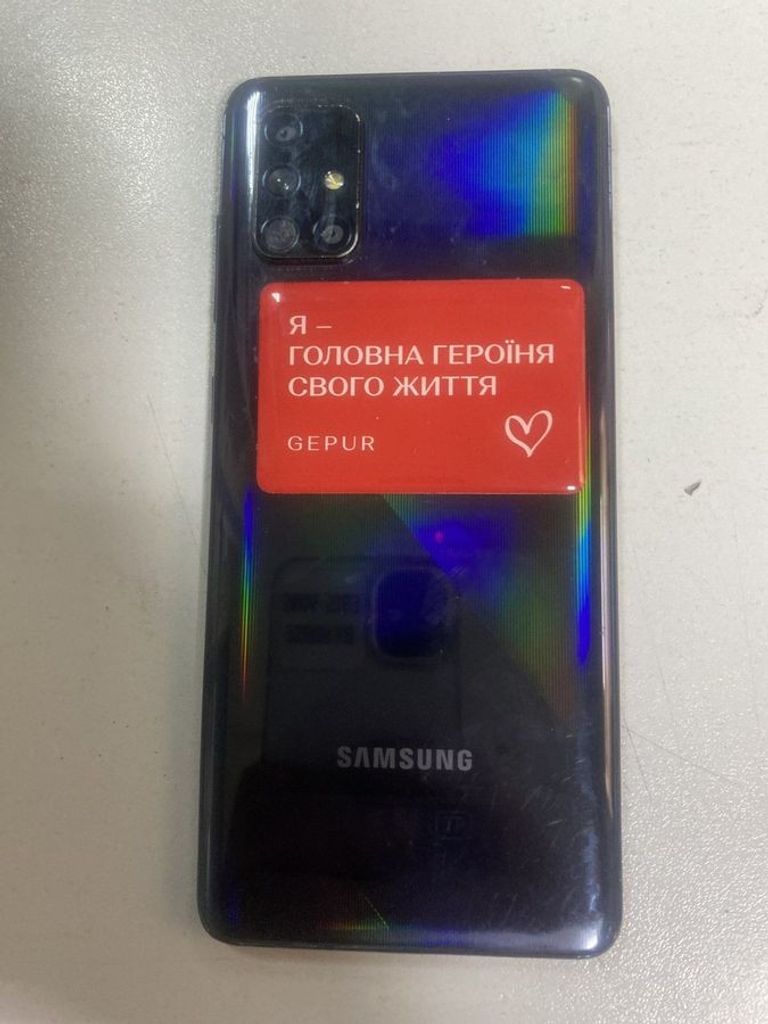 Я –
ГОЛОВНА ГЕРОЇНЯ
СВОГО ЖИТТЯ
GEPUR
SAMSUNG